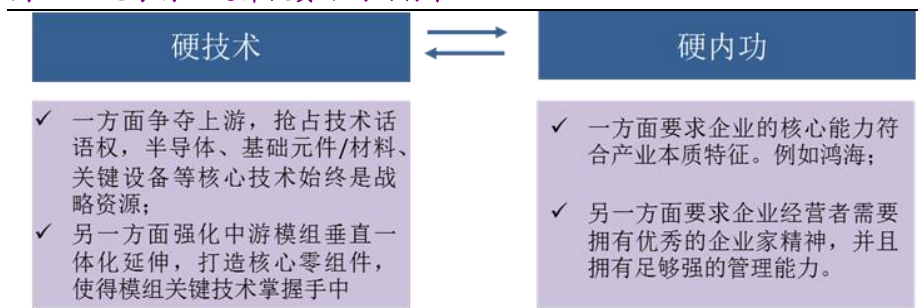 硬技术
硬内功
✓ 一方面争夺上游，抢占技术话
语权，半导体、基础元件/材料、
关键设备等核心技术始终是战
略资源；
✓ 另一方面强化中游模组垂直一
体化延伸，打造核心零组件，
使得模组关键技术掌握手中
✓ 一方面要求企业的核心能力符
合产业本质特征。例如鸿海；
✓ 另一方面要求企业经营者需要
拥有优秀的企业家精神，并且
拥有足够强的管理能力。